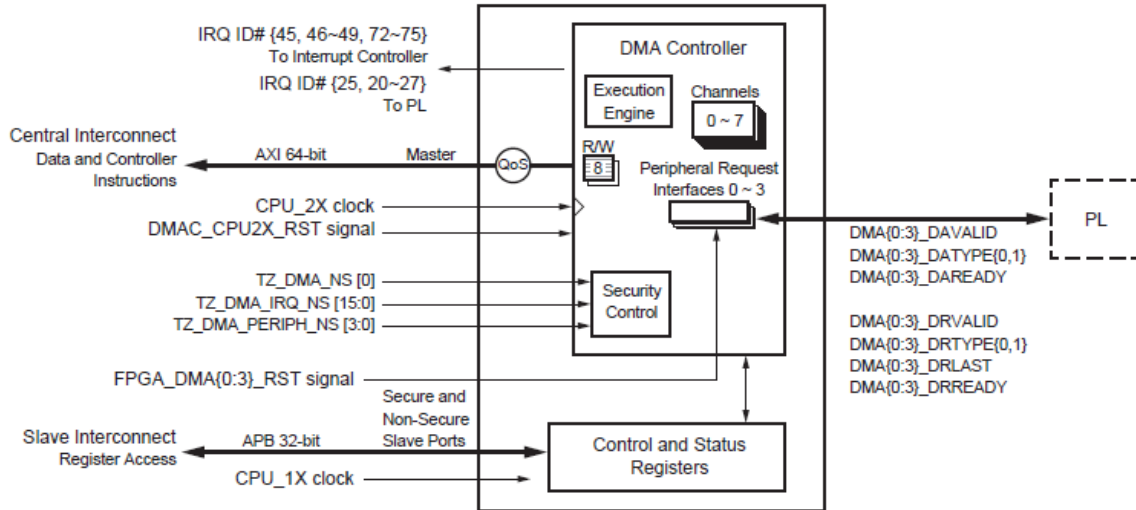 IRQ ID# {45, 46~49, 72~75}
To Interrupt Controller
IRQ ID# {25, 20~27}
To PL
DMA Controller
Execution
Engine
Channels
0 ~ 7
Central Interconnect
Data and Controller
Instructions
AXI 64-bit
Master
QoS
R/W
8
Peripheral Request
Interfaces 0 ~ 3
CPU_2X clock
DMAC_CPU2X_RST signal
PL
DMA{0:3}_DAVALID
DMA{0:3}_DATYPE{0,1}
DMA{0:3}_DAREADY
TZ_DMA_NS [0]
TZ_DMA_IRQ_NS [15:0]
TZ_DMA_PERIPH_NS [3:0]
Security
Control
DMA{0:3}_DRVALID
DMA{0:3}_DRTYPE{0,1}
DMA{0:3}_DRLAST
DMA{0:3}_DRREADY
FPGA_DMA{0:3}_RST signal
Secure and
Non-Secure
Slave Ports
Slave Interconnect
Register Access
APB 32-bit
Control and Status
Registers
CPU_1X clock